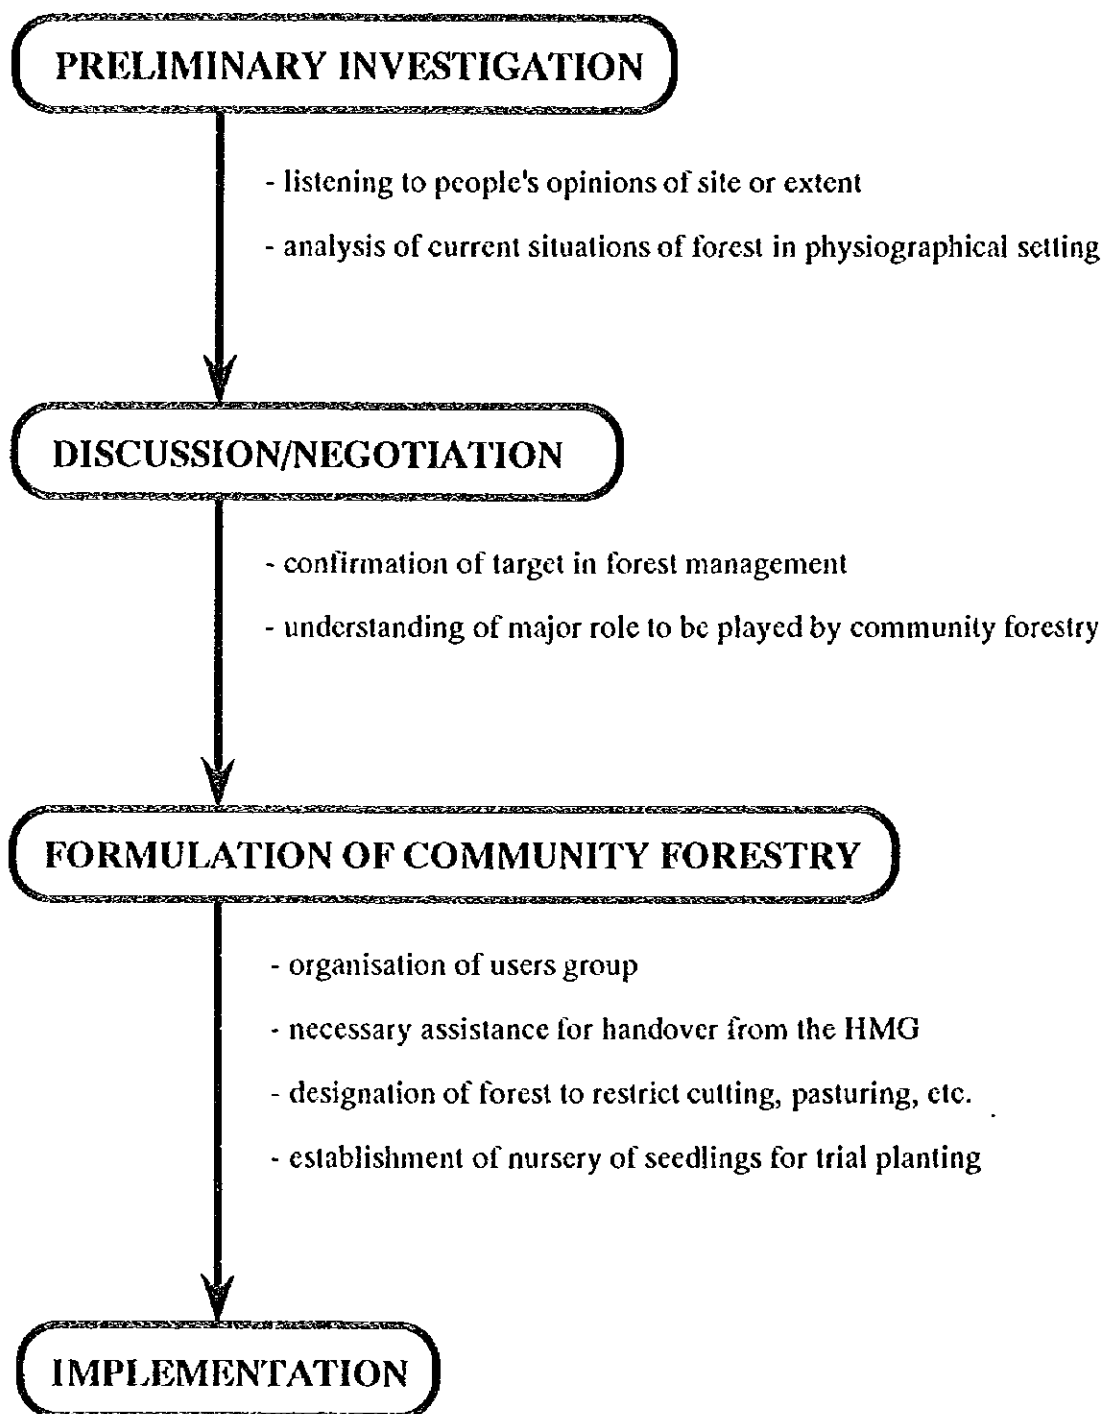 PRELIMINARY INVESTIGATION
- listening to people's opinions of site or extent
- analysis of current situations of forest in physiographical setting
DISCUSSION/NEGOTIATION
- confirmation of target in forest management
- understanding of major role to be played by community forestry
FORMULATION OF COMMUNITY FORESTRY
- organisation of users group
- necessary assistance for handover from the HMG
- designation of forest to restrict cutting, pasturing, etc.
- establishment of nursery of seedlings for trial planting
IMPLEMENTATION